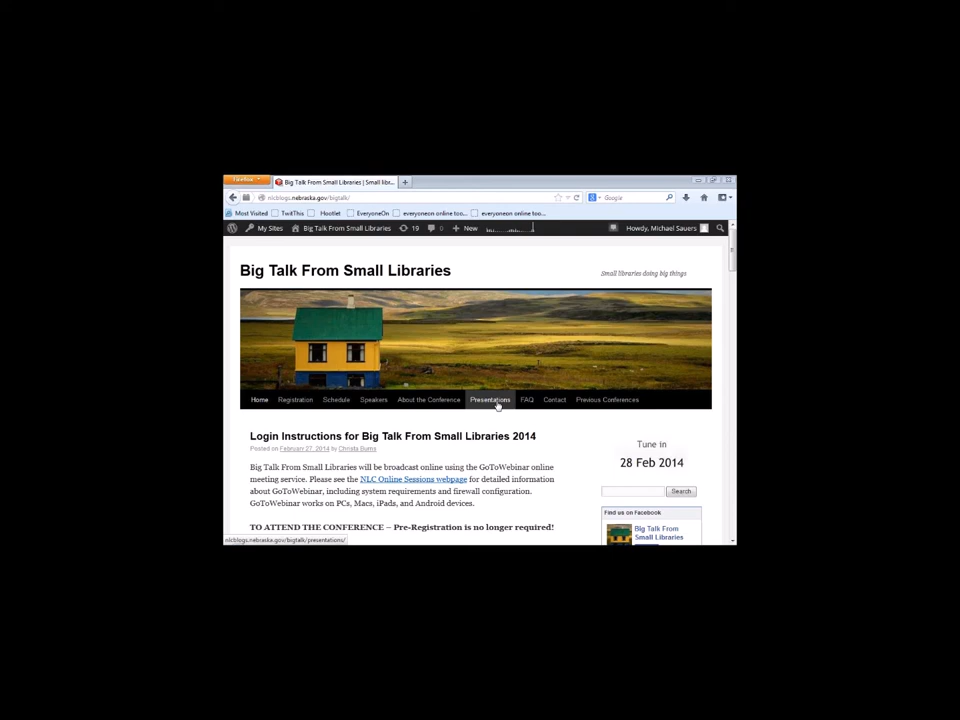 Firefox
Big Talk From Small Libraries | Small libr...
nlcblogs.nebraska.gov/bigtalk/
Google
Most Visited TwitThis Hootlet EveryoneOn everyoneon online too... everyoneon online too...
My Sites Big Talk From Small Libraries 19 0 New Howdy, Michael Sauers
Big Talk From Small Libraries
Small libraries doing big things
Home Registration Schedule Speakers About the Conference Presentations FAQ Contact Previous Conferences
Login Instructions for Big Talk From Small Libraries 2014
Posted on February 27, 2014 by Christa Burns
Big Talk From Small Libraries will be broadcast online using the GoToWebinar online
meeting service. Please see the NLC Online Sessions webpage for detailed information
about GoToWebinar, including system requirements and firewall configuration.
GoToWebinar works on PCs, Macs, iPads, and Android devices.
TO ATTEND THE CONFERENCE – Pre-Registration is no longer required!
Tune in
28 Feb 2014
Search
Find us on Facebook
Big Talk From
Small Libraries
nlcblogs.nebraska.gov/bigtalk/presentations/